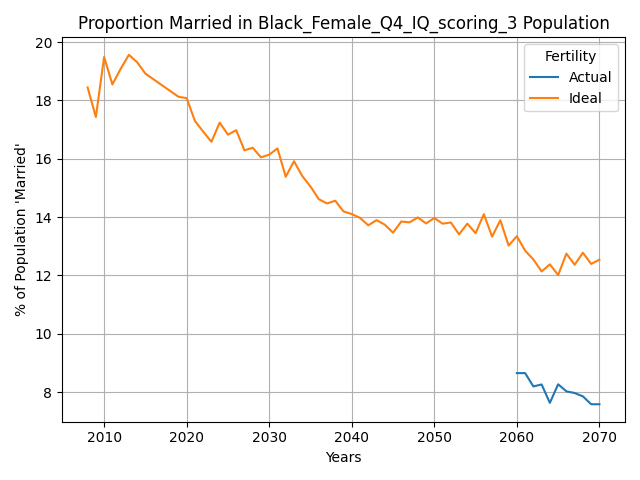 Proportion Married in Black_Female_Q4_IQ_scoring_3 Population
% of Population 'Married'
20
18
16
14
12
10
8
Fertility
Actual
Ideal
2010 2020 2030 2040 2050 2060 2070
Years